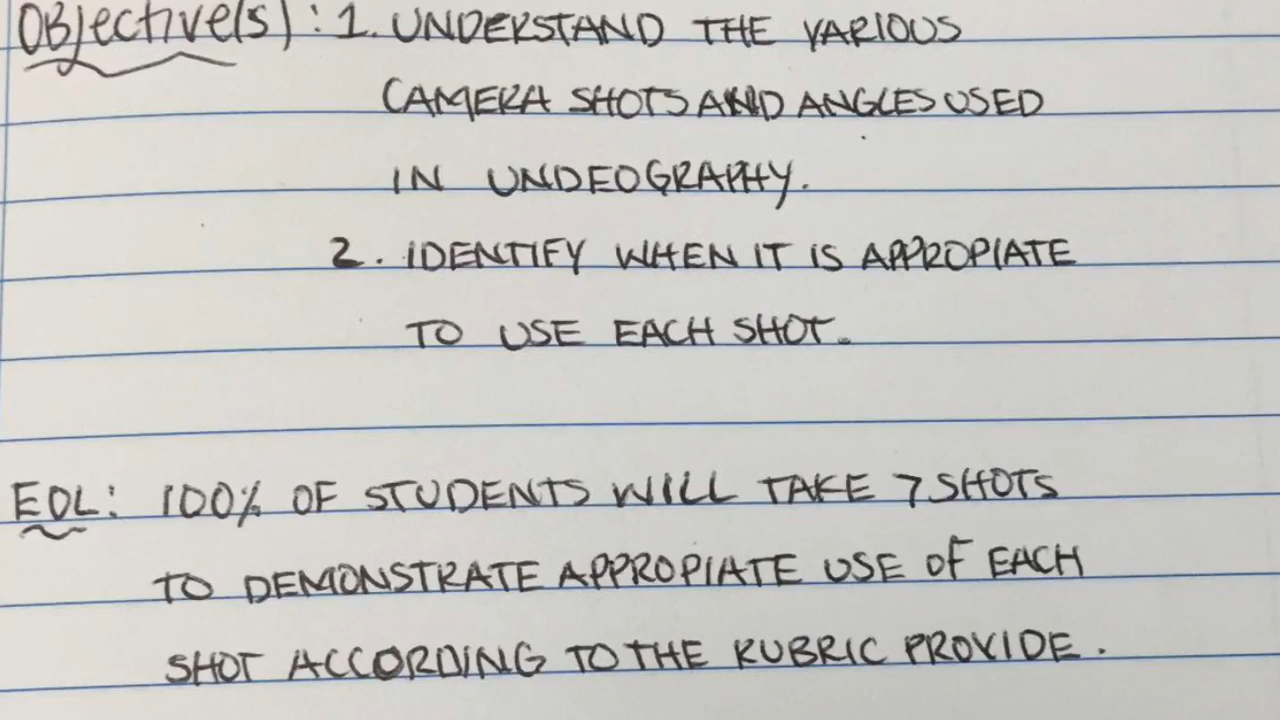 Objective(s): 1. UNDERSTAND THE VARIOUS
CAMERA SHOTS AND ANGLES USED
IN UNDEOGRAPHY.
2. IDENTIFY WHEN IT IS APPROPIATE
TO USE EACH SHOT.
EOL: 100% OF STUDENTS WILL TAKE 7 SHOTS
TO DEMONSTRATE APPROPIATE USE OF EACH
SHOT ACCORDING TO THE RUBRIC PROVIDE.